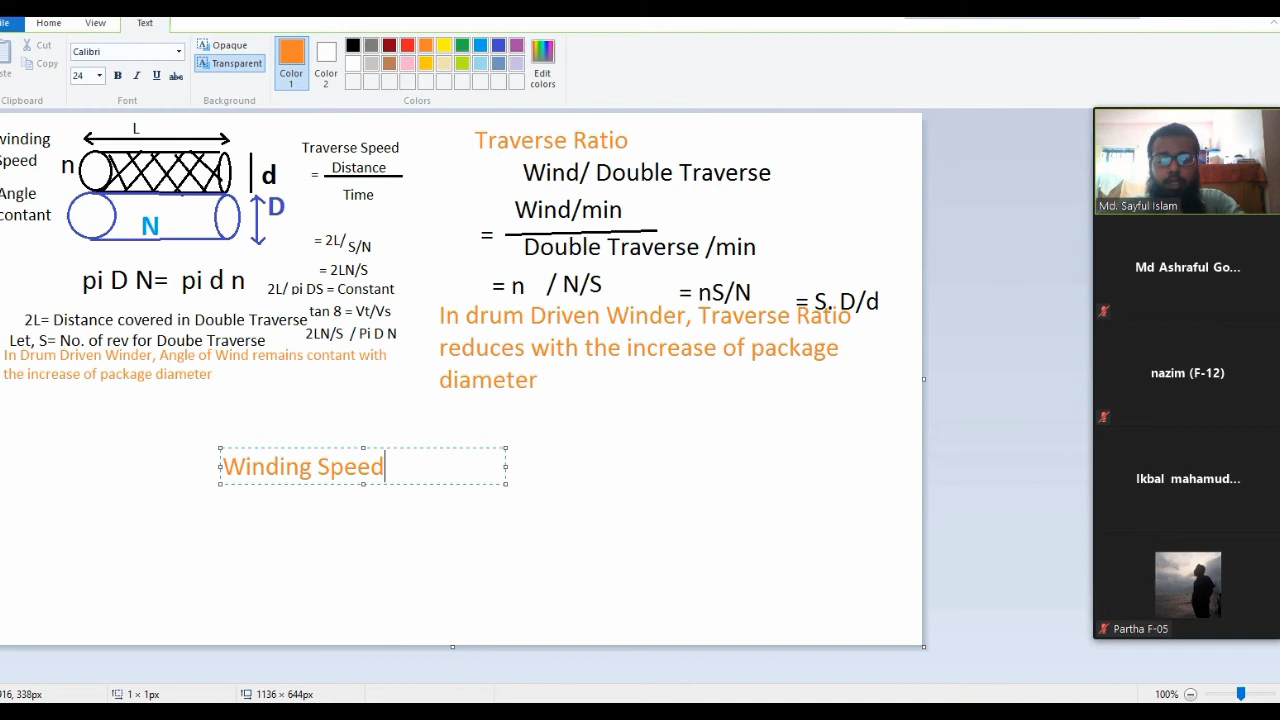 File
Home
View
Text
Cut
Copy
Paste
Clipboard
Calibri
24
B I U abc
Font
Opaque
Transparent
Background
Color 1
Color 2
Edit colors
Colors
winding
Speed
Angle
contant
L
n
d
D
N
pi D N= pi d n
2L= Distance covered in Double Traverse
Let, S= No. of rev for Doube Traverse
In Drum Driven Winder, Angle of Wind remains contant with
the increase of package diameter
Traverse Speed
= Distance
Time
= 2L/ S/N
= 2LN/S
2L/ pi DS = Constant
tan 8 = Vt/Vs
2LN/S / Pi D N
Traverse Ratio
Wind/ Double Traverse
Wind/min
=
Double Traverse /min
= n / N/S
= nS/N
= S. D/d
In drum Driven Winder, Traverse Ratio
reduces with the increase of package
diameter
Winding Speed
Md. Sayful Islam
Md Ashraful Go...
nazim (F-12)
Ikbal mahamud...
Partha F-05
916, 338px
1 × 1px
1136 × 644px
100%